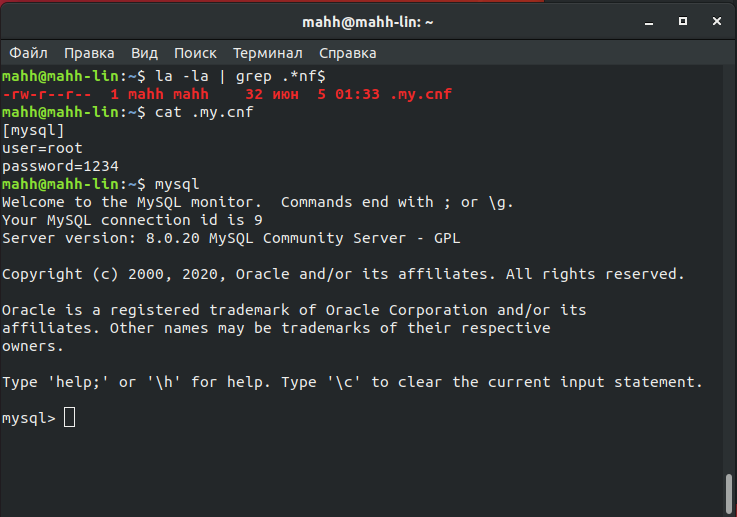 mahh@mahh-lin: ~
Файл Правка Вид Поиск Терминал Справка
mahh@mahh-lin:~$ la -la | grep .*nf$
-rw-r--r--  1 mahh mahh    32 июн  5 01:33 .my.cnf
mahh@mahh-lin:~$ cat .my.cnf
[mysql]
user=root
password=1234
mahh@mahh-lin:~$ mysql
Welcome to the MySQL monitor.  Commands end with ; or \g.
Your MySQL connection id is 9
Server version: 8.0.20 MySQL Community Server - GPL
Copyright (c) 2000, 2020, Oracle and/or its affiliates. All rights reserved.
Oracle is a registered trademark of Oracle Corporation and/or its
affiliates. Other names may be trademarks of their respective
owners.
Type 'help;' or '\h' for help. Type '\c' to clear the current input statement.
mysql>